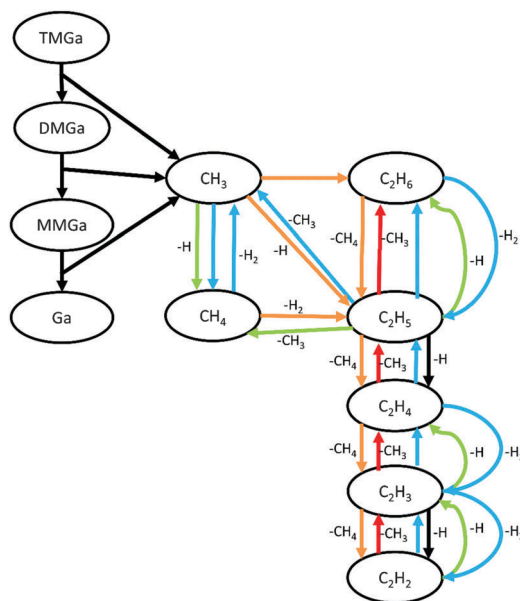 TMGa
DMGa
CH₃
C₂H₆
-CH₃
-H
-H₂
-H
-CH₄
-CH₃
-H
-H₂
MMGa
Ga
CH₄
-H₂
C₂H₅
-CH₃
-CH₄
-CH₃
-H
C₂H₄
-CH₄
-CH₃
-H
C₂H₃
-CH₄
-CH₃
-H
-H
C₂H₂